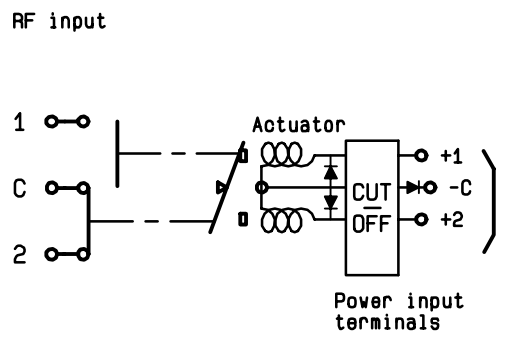 RF input
Actuator
1
+1
C
CUT
-C
2
OFF
+2
Power input
terminals